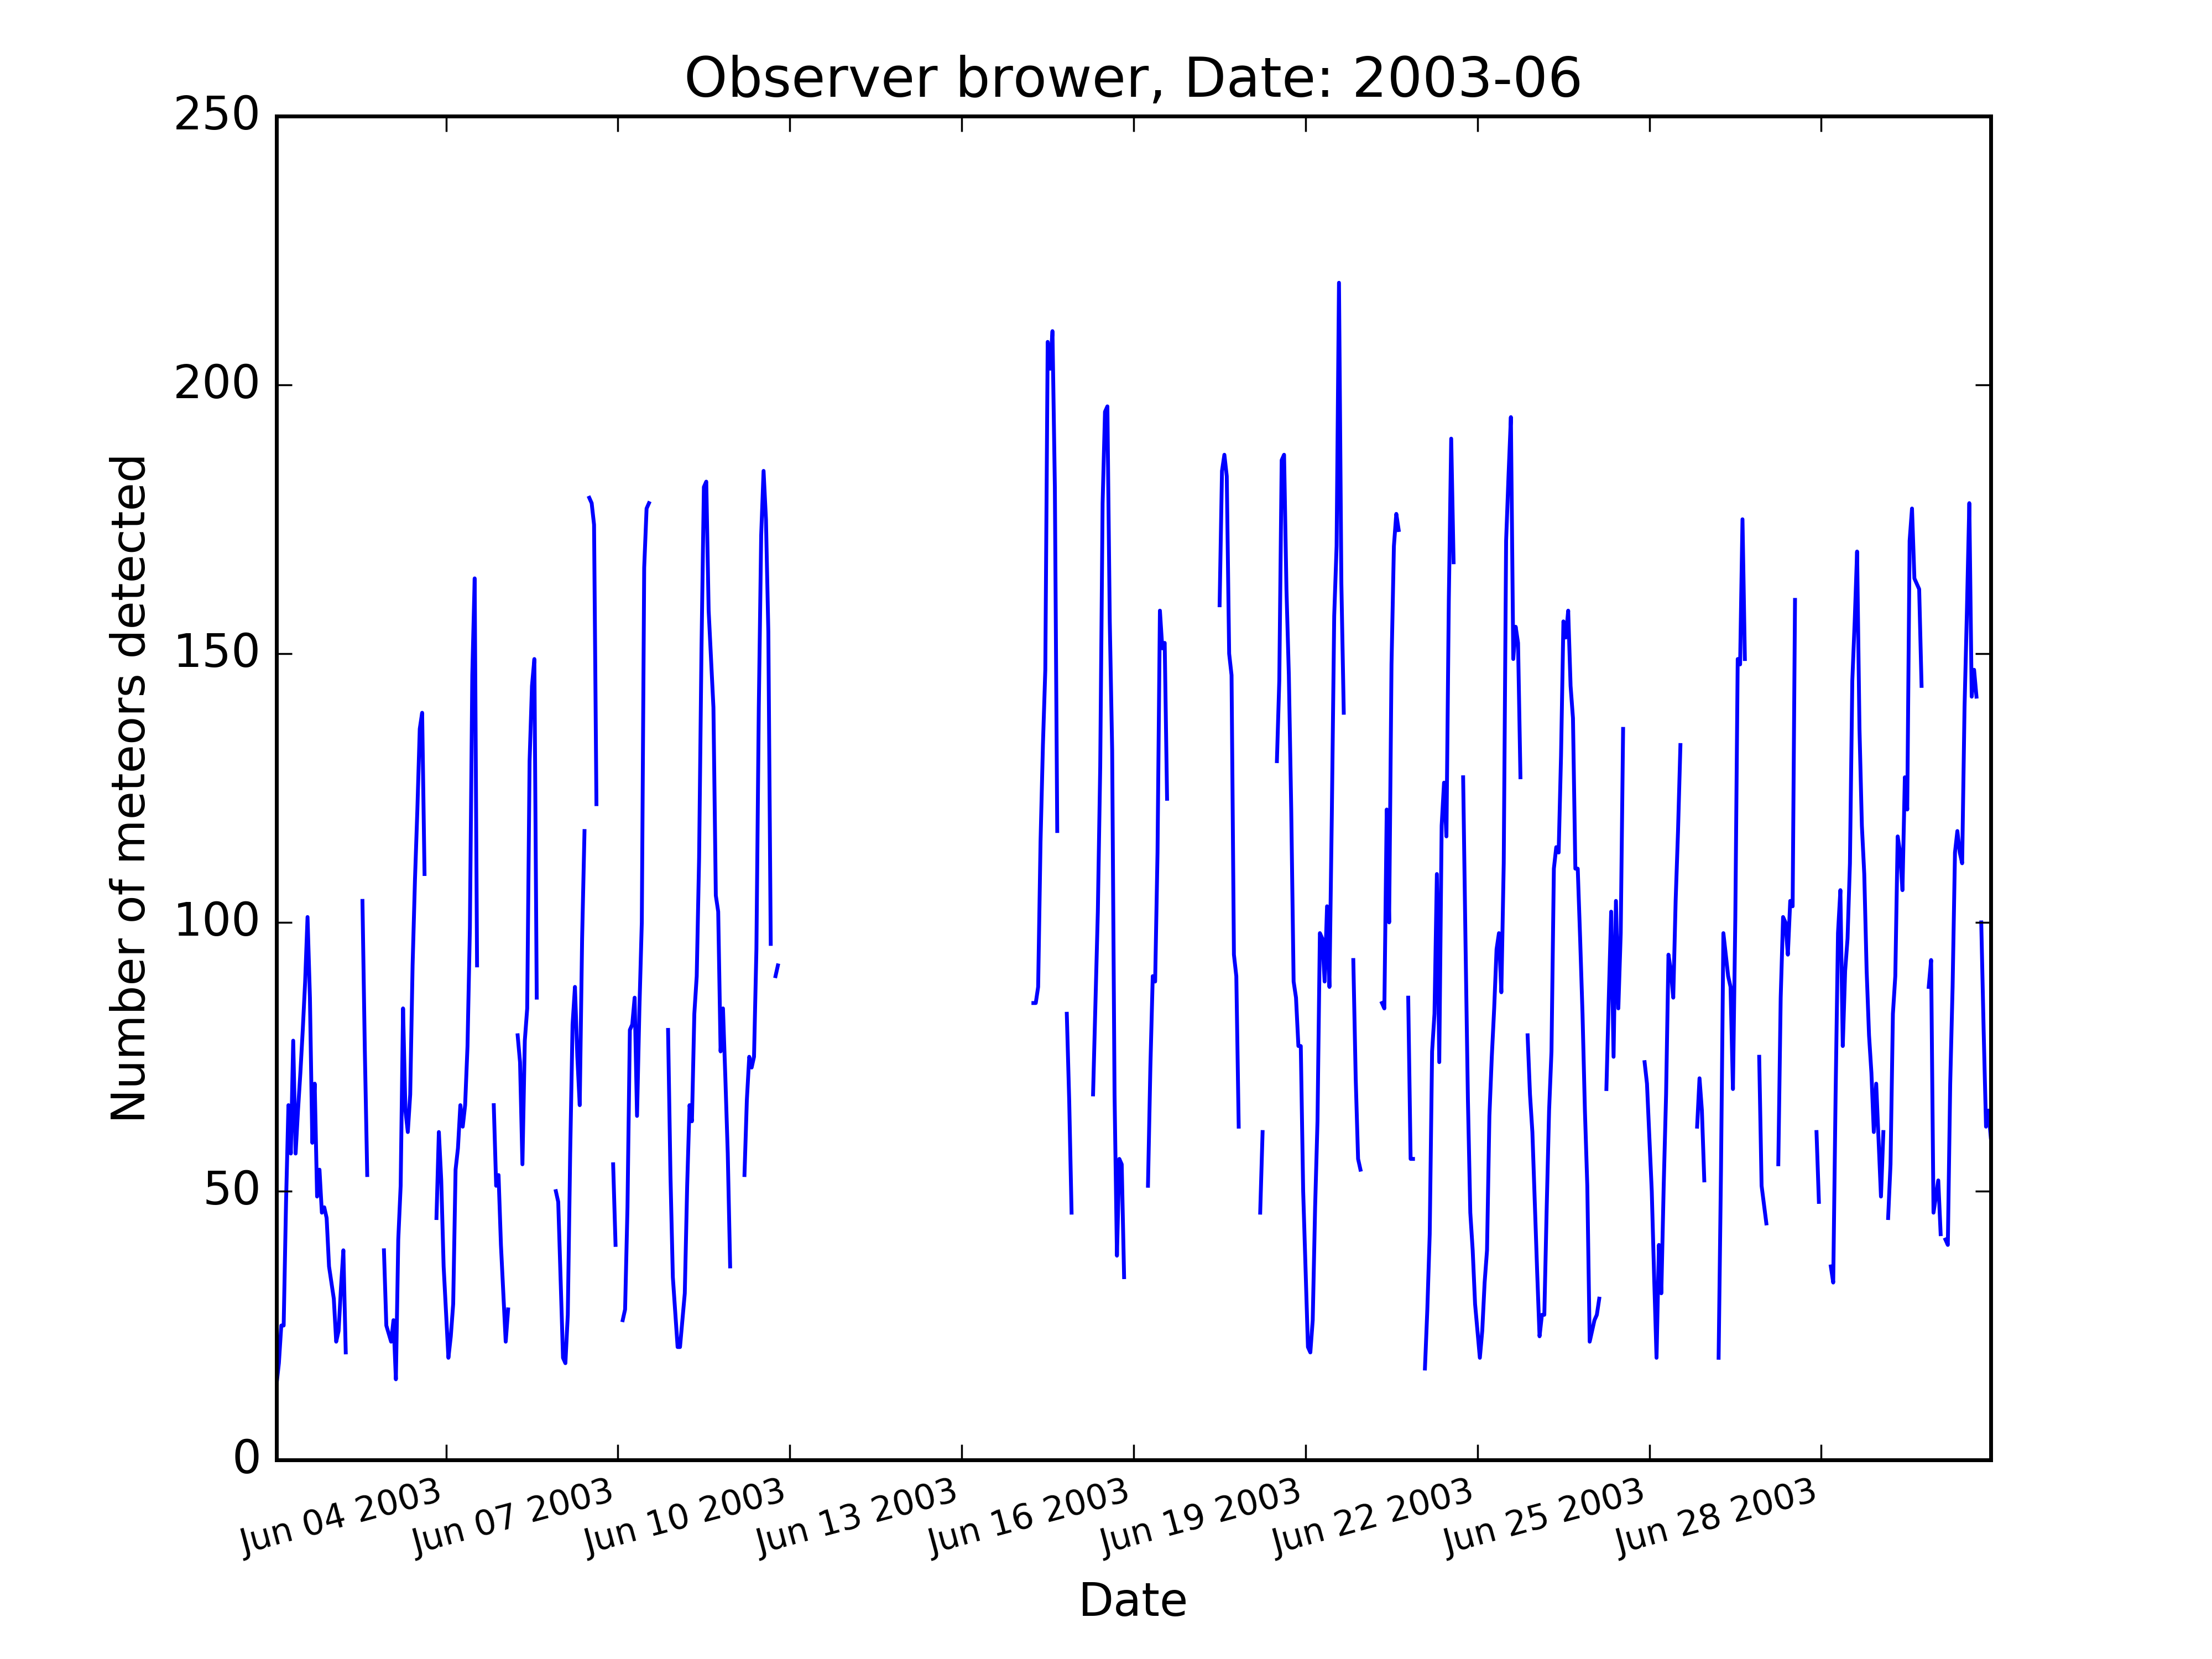 Observer brower, Date: 2003-06
250
200
150
100
50
0
Number of meteors detected
Jun 04 2003
Jun 07 2003
Jun 10 2003
Jun 13 2003
Jun 16 2003
Jun 19 2003
Jun 22 2003
Jun 25 2003
Jun 28 2003
Date